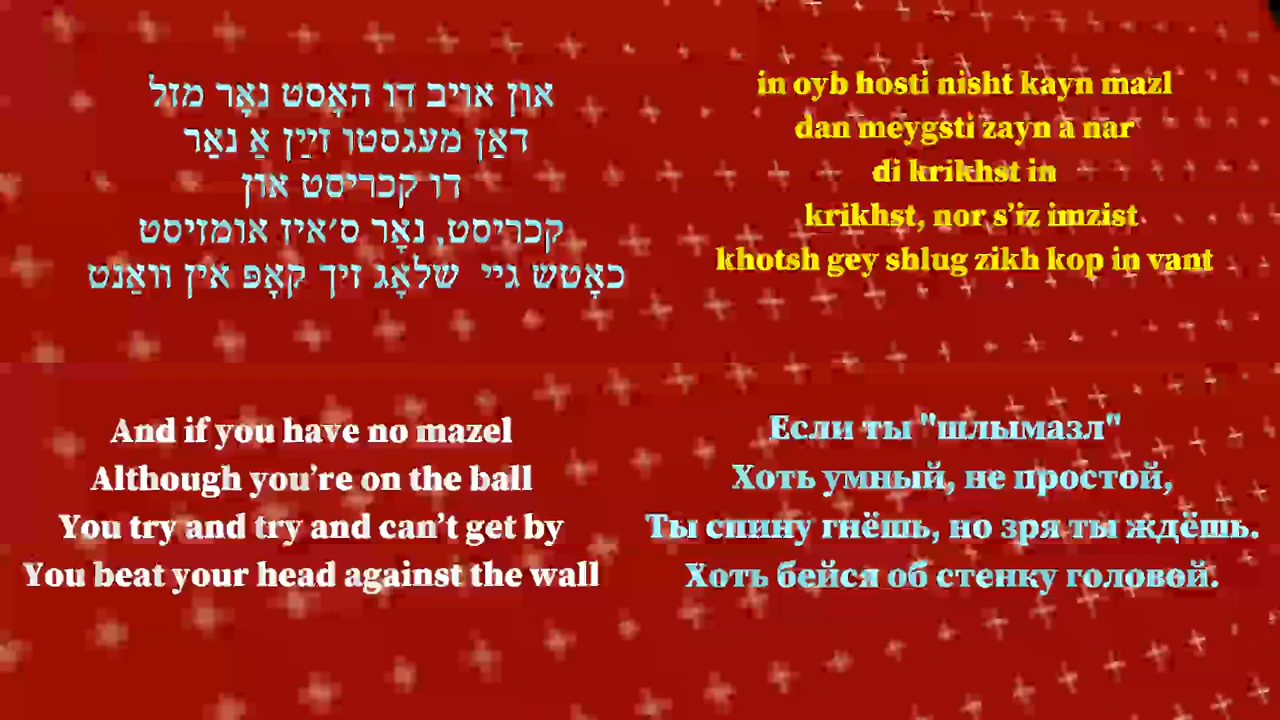 און אויב דו האָסט נאָר מזל
דאַן מעגסטו זײַן אַ נאַר
דו קכריסט און
קכריסט, נאָר ס׳איז אומזיסט
כאָטש גיי שלאָג זיך קאָפּ אין וואַנט
in oyb hosti nisht kayn mazl
dan meygsti zayn a nar
di krikhst in
krikhst, nor s'iz imzist
khotsh gey shlug zikh kop in vant
And if you have no mazel
Although you're on the ball
You try and try and can't get by
You beat your head against the wall
Если ты "шлымазл"
Хоть умный, не простой,
Ты спину гнёшь, но зря ты ждёшь.
Хоть бейся об стенку головой.